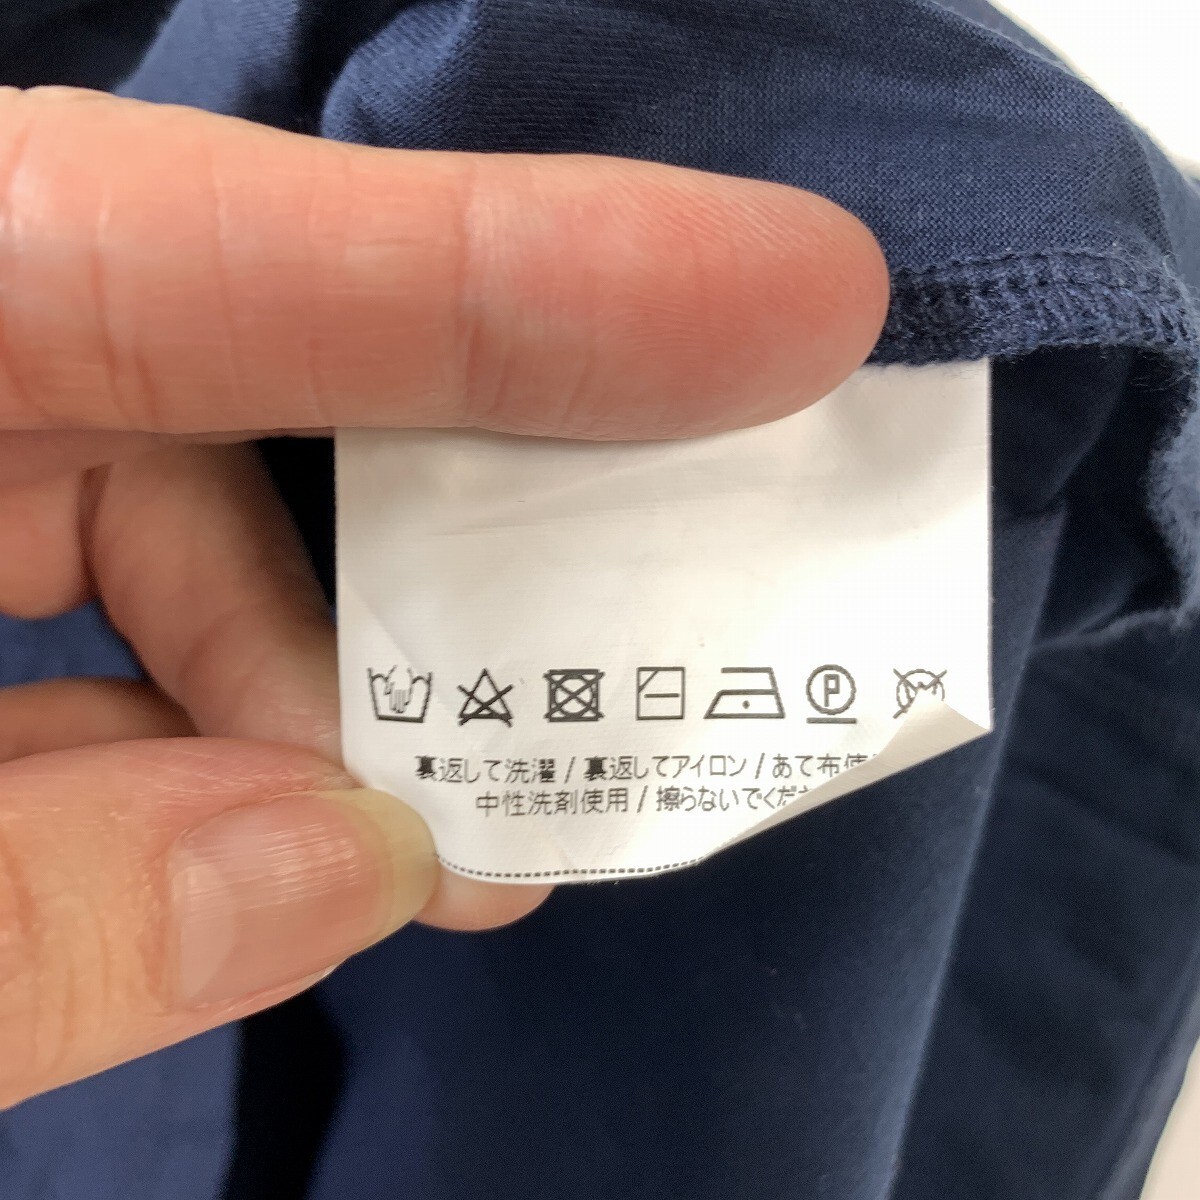 裏返して洗濯 / 裏返してアイロン / あて布使
中性洗剤使用 / 擦らないでくだ